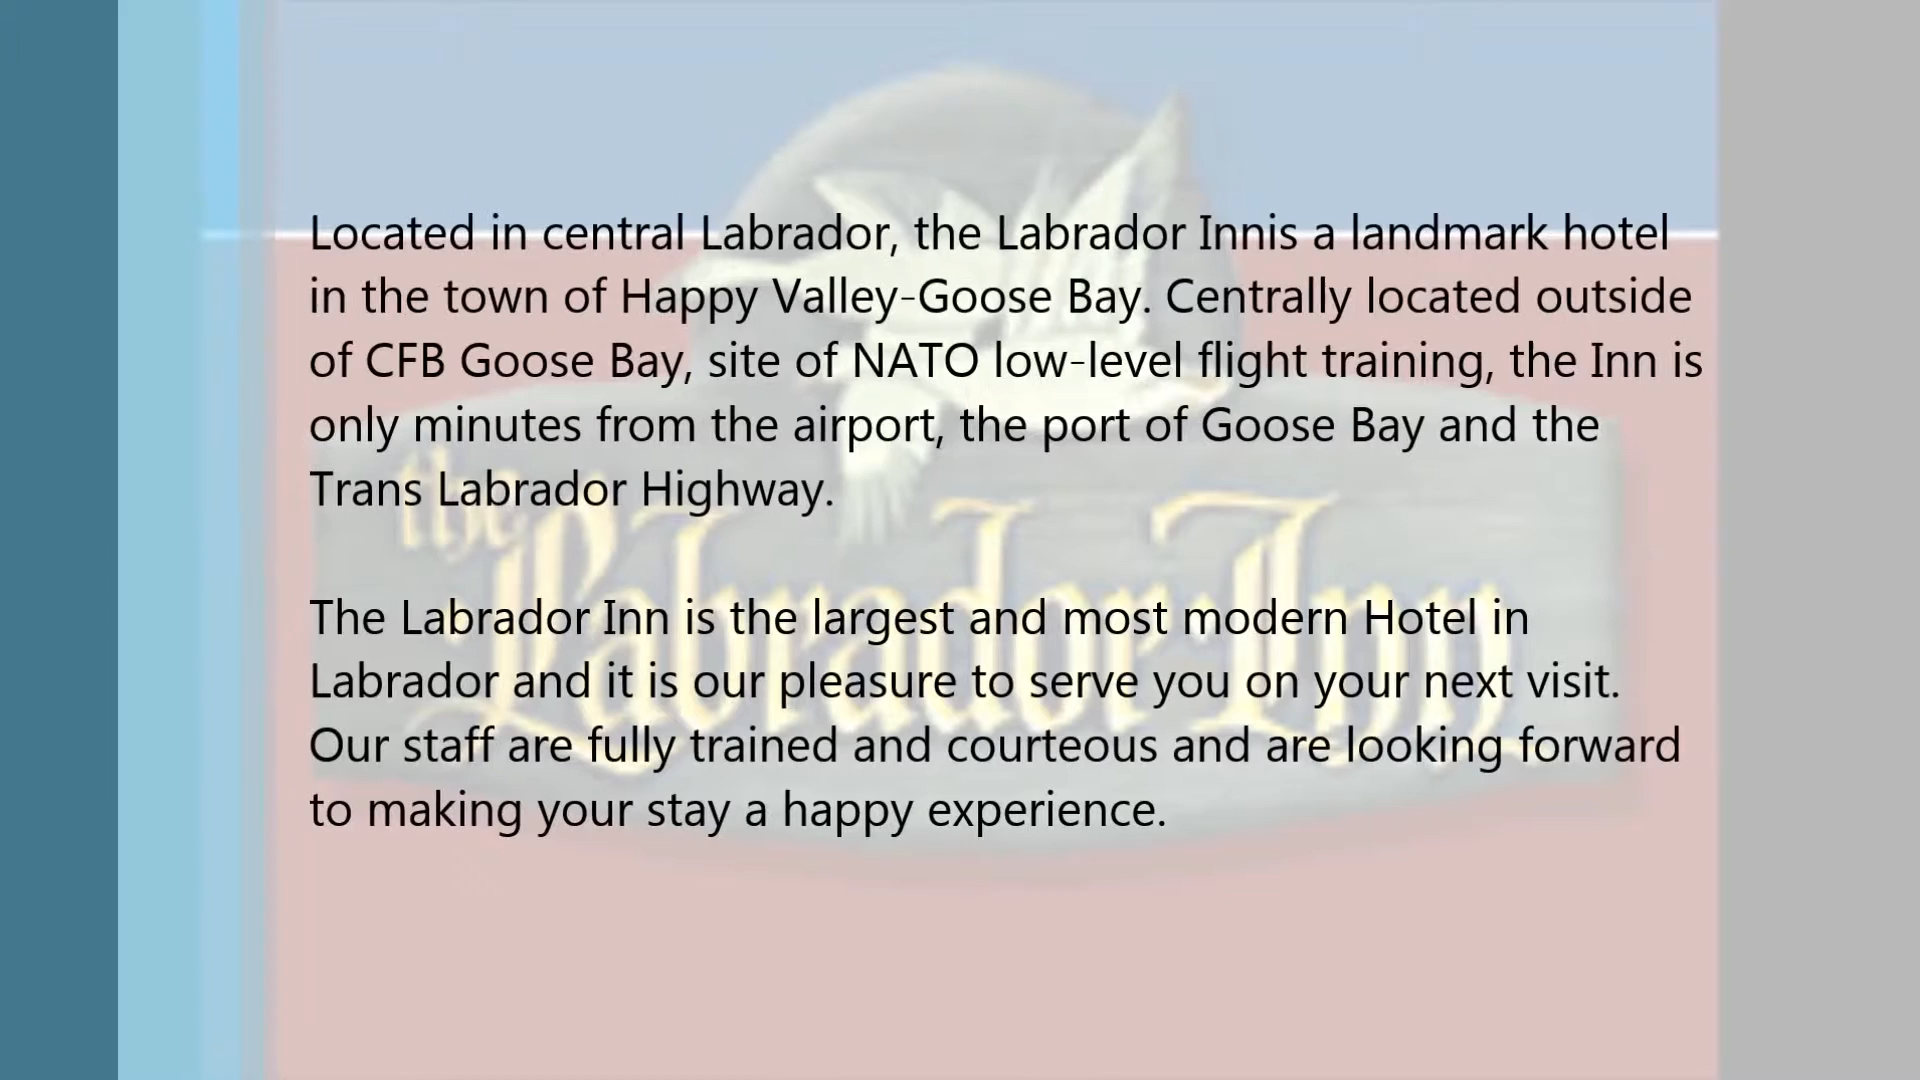 Located in central Labrador, the Labrador Innis a landmark hotel
in the town of Happy Valley-Goose Bay. Centrally located outside
of CFB Goose Bay, site of NATO low-level flight training, the Inn is
only minutes from the airport, the port of Goose Bay and the
Trans Labrador Highway.
the
Labrador Inn
The Labrador Inn is the largest and most modern Hotel in
Labrador and it is our pleasure to serve you on your next visit.
Our staff are fully trained and courteous and are looking forward
to making your stay a happy experience.